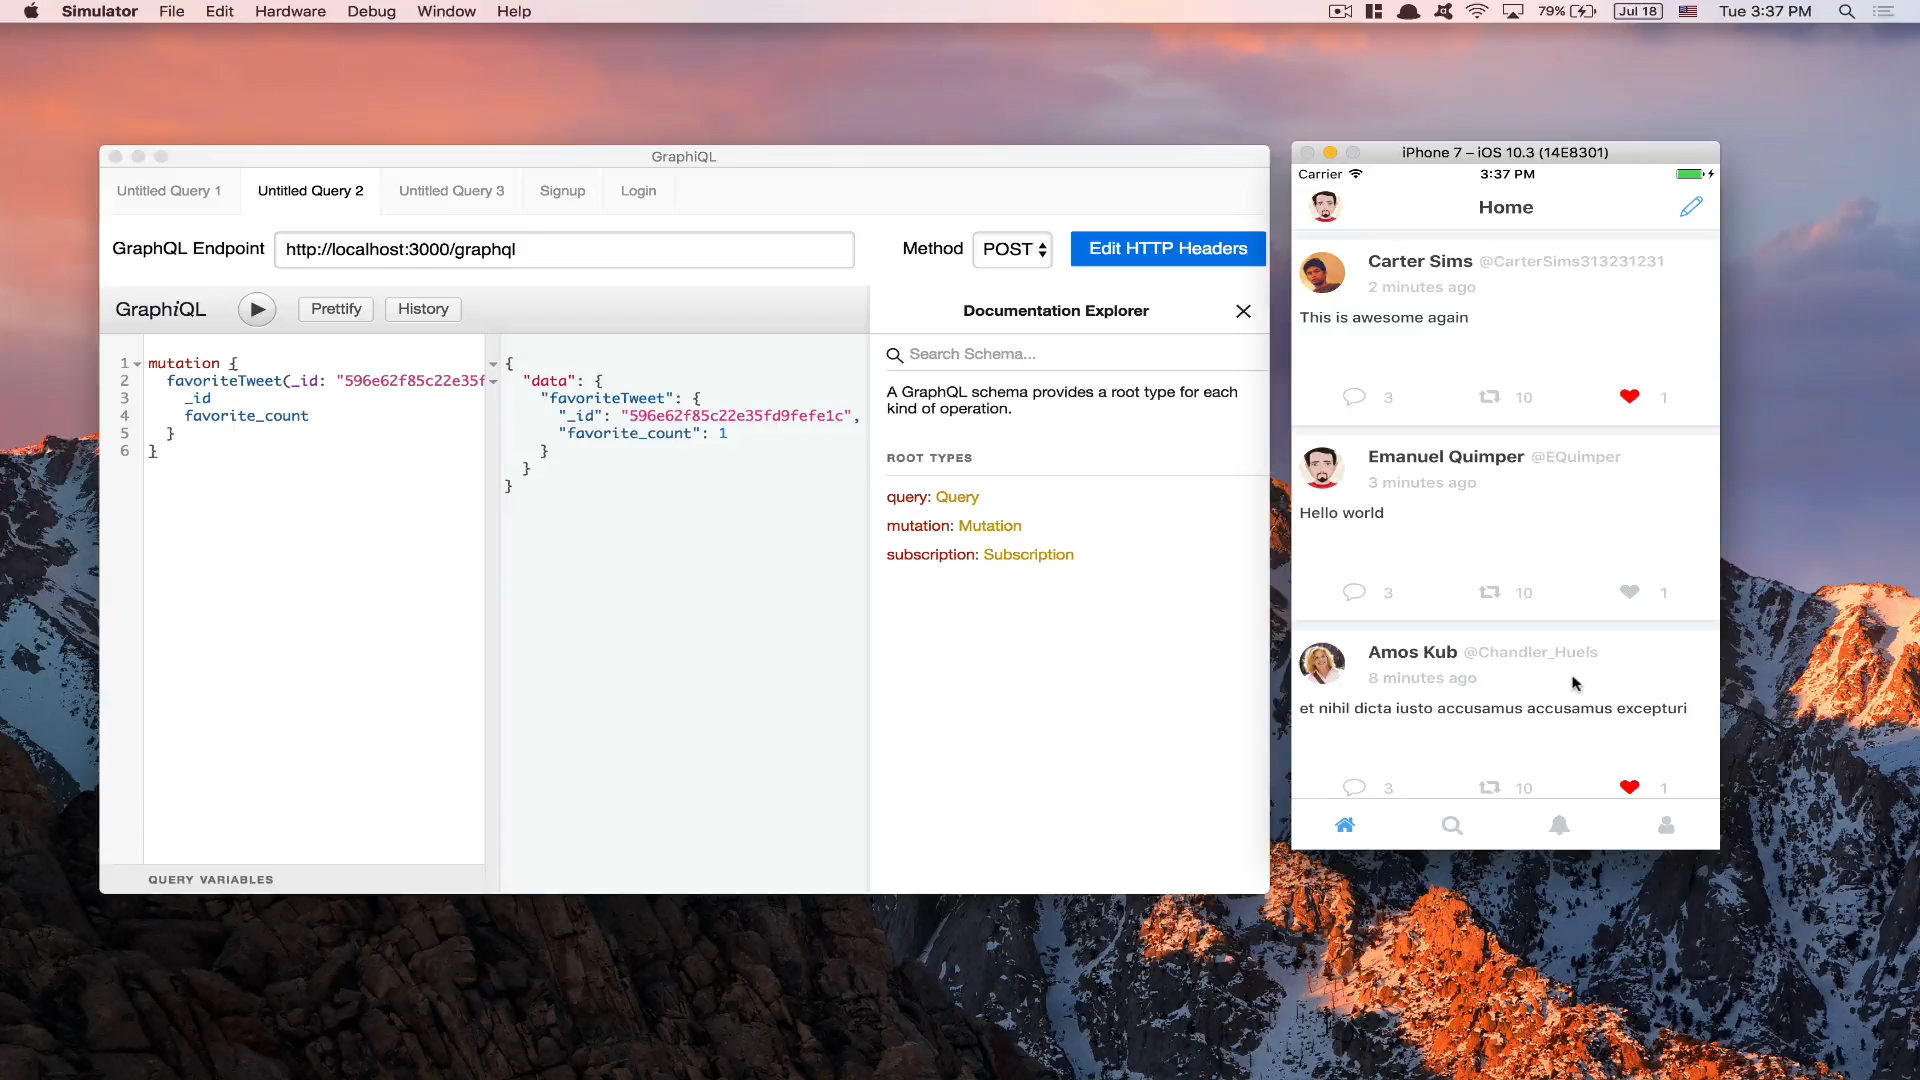 Simulator File Edit Hardware Debug Window Help
79% Jul 18 Tue 3:37 PM
GraphiQL
Untitled Query 1 Untitled Query 2 Untitled Query 3 Signup Login
GraphQL Endpoint http://localhost:3000/graphql Method POST Edit HTTP Headers
GraphiQL Prettify History
1 mutation {
2 favoriteTweet(_id: "596e62f85c22e35f
3 _id
4 favorite_count
5 }
6 }
QUERY VARIABLES
{
"data": {
"favoriteTweet": {
"_id": "596e62f85c22e35fd9fefe1c",
"favorite_count": 1
}
}
}
Documentation Explorer
Search Schema...
A GraphQL schema provides a root type for each
kind of operation.
ROOT TYPES
query: Query
mutation: Mutation
subscription: Subscription
iPhone 7 – iOS 10.3 (14E8301)
Carrier 3:37 PM
Home
Carter Sims @CarterSims313231231
2 minutes ago
This is awesome again
3 10 1
Emanuel Quimper @EQuimper
3 minutes ago
Hello world
3 10 1
Amos Kub @Chandler_Huels
8 minutes ago
et nihil dicta iusto accusamus accusamus excepturi
3 10 1